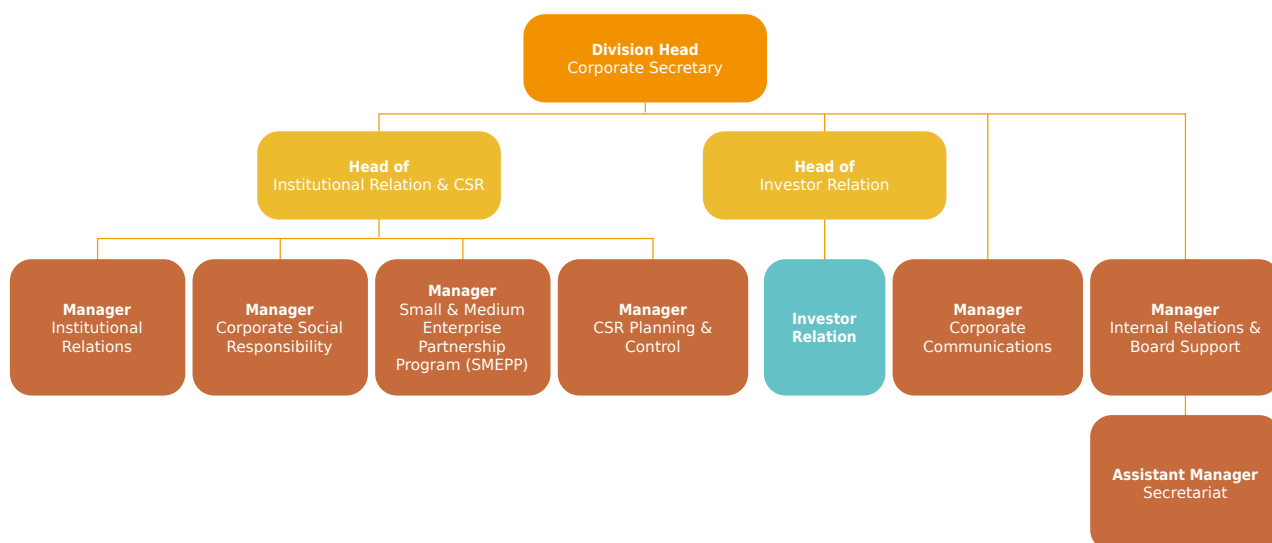 Division Head
Corporate Secretary
Head of
Institutional Relation & CSR
Head of
Investor Relation
Manager
Institutional
Relations
Manager
Corporate Social
Responsibility
Manager
Small & Medium
Enterprise
Partnership
Program (SMEPP)
Manager
CSR Planning &
Control
Investor
Relation
Manager
Corporate
Communications
Manager
Internal Relations &
Board Support
Assistant Manager
Secretariat